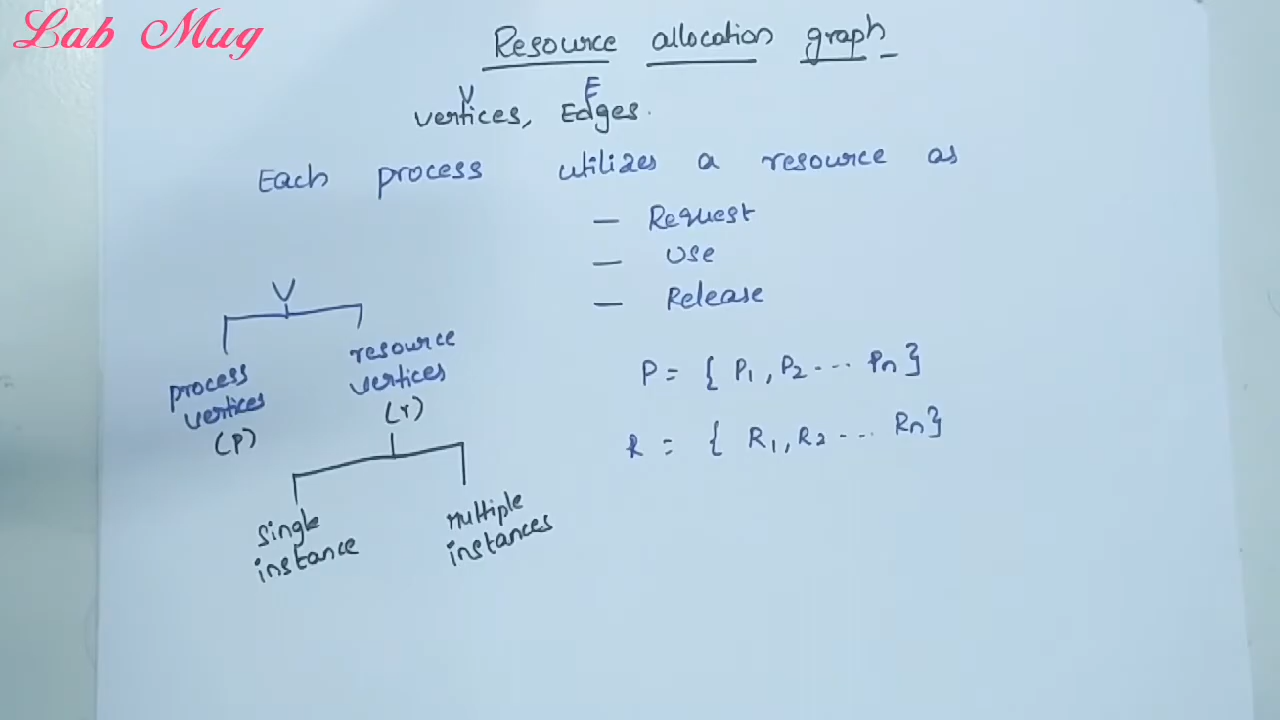 Lab Mug
Resource allocation graph
V E
vertices, Edges.
Each process utilizes a resource as
— Request
— Use
— Release
V
process vertices (P)
resource vertices (r)
single instance
Multiple instances
P = { P1, P2 ... Pn }
R = { R1, R2 ... Rn }